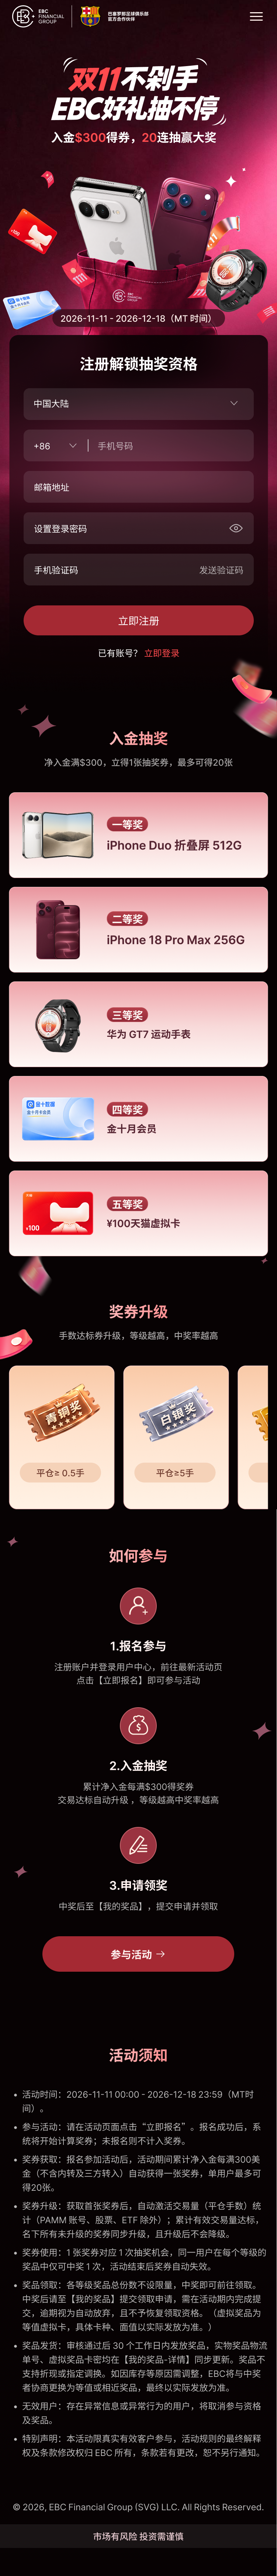 EBC
FINANCIAL
GROUP
巴塞罗那足球俱乐部
官方合作伙伴
双11不剁手
EBC好礼抽不停
入金$300得券，20连抽赢大奖
2026-11-11 - 2026-12-18（MT 时间）
注册解锁抽奖资格
中国大陆
+86 手机号码
邮箱地址
设置登录密码
手机验证码 发送验证码
立即注册
已有账号？ 立即登录
入金抽奖
净入金满$300，立得1张抽奖券，最多可得20张
一等奖
iPhone Duo 折叠屏 512G
二等奖
iPhone 18 Pro Max 256G
三等奖
华为 GT7 运动手表
金十数据
四等奖
金十月会员
¥100
五等奖
¥100天猫虚拟卡
奖券升级
手数达标券升级，等级越高，中奖率越高
青铜奖
白银奖
平仓≥ 0.5手
平仓≥5手
如何参与
1.报名参与
注册账户并登录用户中心，前往最新活动页
点击【立即报名】即可参与活动
2.入金抽奖
累计净入金每满$300得奖券
交易达标自动升级 ，等级越高中奖率越高
3.申请领奖
中奖后至【我的奖品】，提交申请并领取
参与活动 →
活动须知
• 活动时间：2026-11-11 00:00 - 2026-12-18 23:59（MT时
间）。
• 参与活动：请在活动页面点击“立即报名”。报名成功后，系
统将开始计算奖券；未报名则不计入奖券。
• 奖券获取：报名参加活动后，活动期间累计净入金每满300美
金（不含内转及三方转入）自动获得一张奖券，单用户最多可
得20张。
• 奖券升级：获取首张奖券后，自动激活交易量（平仓手数）统
计（PAMM 账号、股票、ETF 除外）；累计有效交易量达标，
名下所有未升级的奖券同步升级，且升级后不会降级。
• 奖券使用：1 张奖券对应 1 次抽奖机会，同一用户在每个等级的
奖品中仅可中奖 1 次，活动结束后奖券自动失效。
• 奖品领取：各等级奖品总份数不设限量，中奖即可前往领取。
中奖后请至【我的奖品】提交领取申请，需在活动期内完成提
交，逾期视为自动放弃，且不予恢复领取资格。（虚拟奖品为
等值虚拟卡，具体卡种、面值以实际发放为准。）
• 奖品发货：审核通过后 30 个工作日内发放奖品，实物奖品物流
单号、虚拟奖品卡密均在【我的奖品-详情】同步更新。奖品不
支持折现或指定调换。如因库存等原因需调整，EBC将与中奖
者协商更换为等值或相近奖品，最终以实际发放为准。
• 无效用户：存在异常信息或异常行为的用户，将取消参与资格
及奖品。
• 特别声明：本活动限真实有效客户参与，活动规则的最终解释
权及条款修改权归 EBC 所有，条款若有更改，恕不另行通知。
© 2026, EBC Financial Group (SVG) LLC. All Rights Reserved.
市场有风险 投资需谨慎